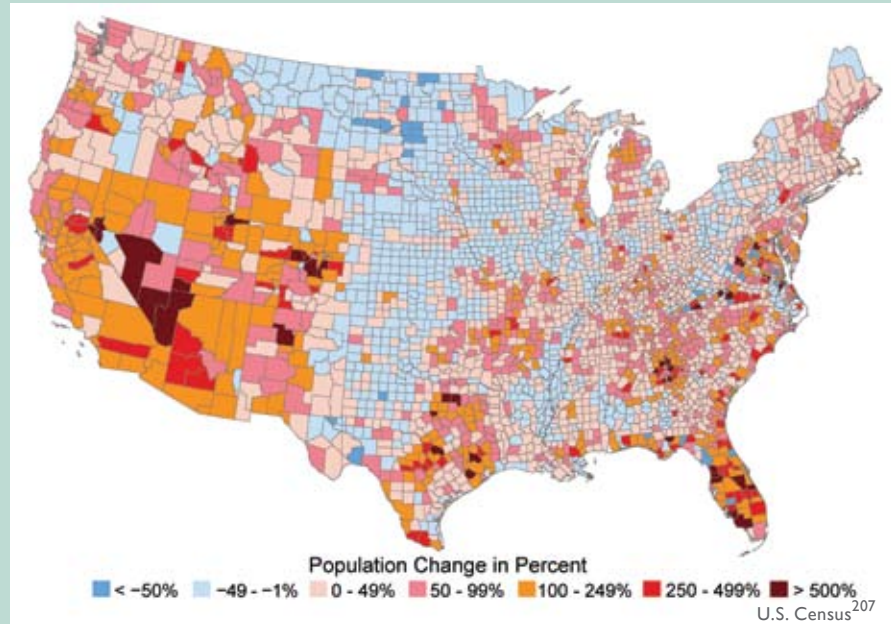 Population Change in Percent
< −50% −49 - −1% 0 - 49% 50 - 99% 100 - 249% 250 - 499% > 500%
U.S. Census207